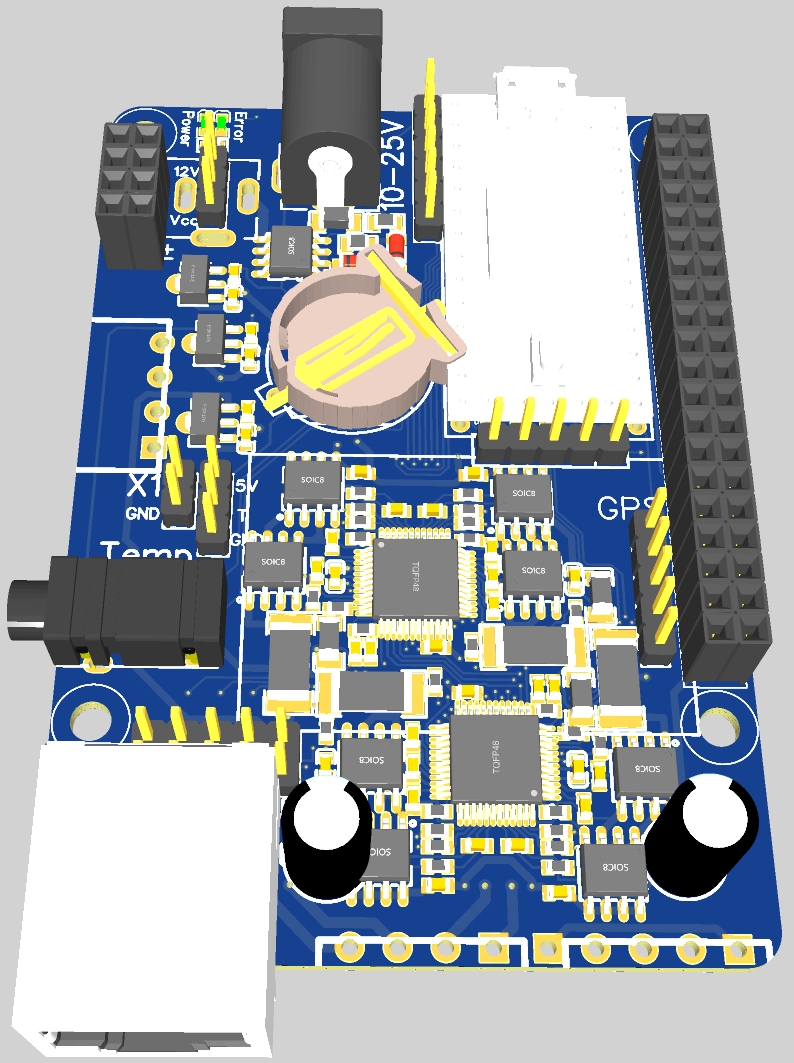 Error
Power
12V
Vcc
+
10-25V
SOIC8
X1
5V
GND
T
SOIC8
SOIC8
GPS
Temp
SOIC8
SOIC8
TQFP48
SOIC8
TQFP48
SOIC8
SOIC8